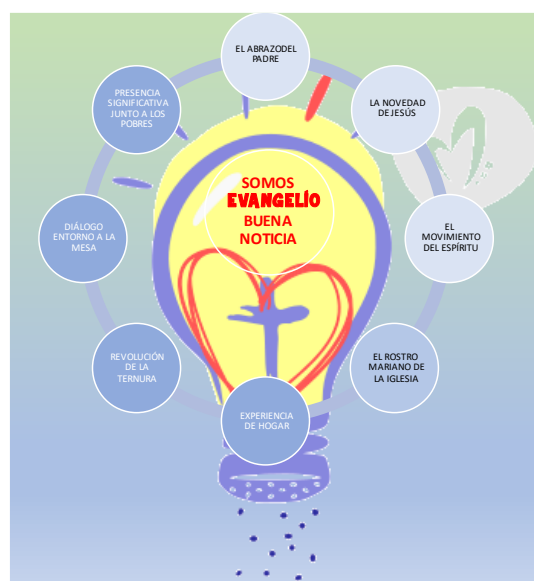 EL ABRAZODEL
PADRE
LA NOVEDAD
DE JESÚS
EL
MOVIMIENTO
DEL ESPÍRITU
EL ROSTRO
MARIANO DE
LA IGLESIA
EXPERIENCIA
DE HOGAR
REVOLUCIÓN
DE LA
TERNURA
DIÁLOGO
ENTORNO A LA
MESA
PRESENCIA
SIGNIFICATIVA
JUNTO A LOS
POBRES
SOMOS
EVANGELÍO
BUENA
NOTICIA